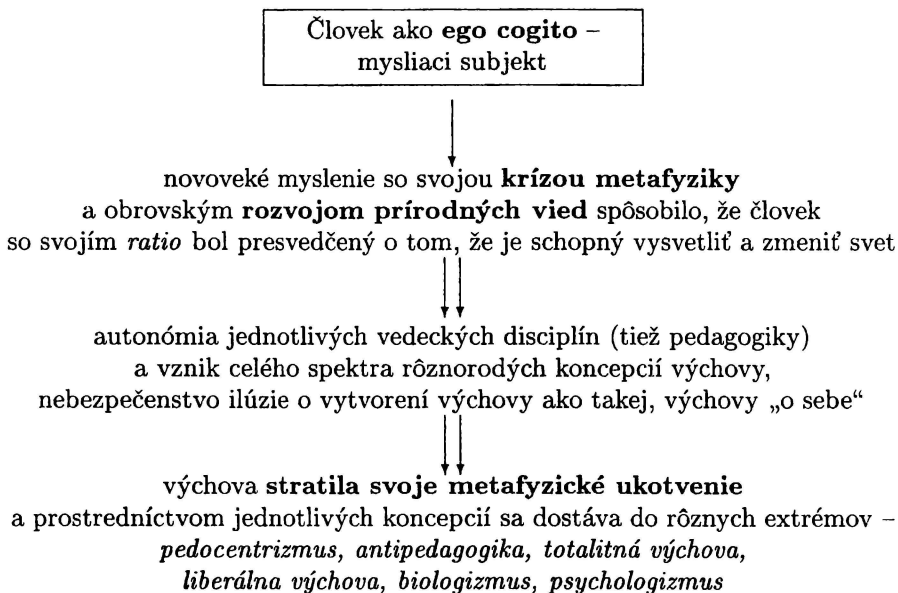 Človek ako ego cogito –
mysliaci subjekt
novoveké myslenie so svojou krízou metafyziky
a obrovským rozvojom prírodných vied spôsobilo, že človek
so svojím ratio bol presvedčený o tom, že je schopný vysvetliť a zmeniť svet
autonómia jednotlivých vedeckých disciplín (tiež pedagogiky)
a vznik celého spektra rôznorodých koncepcií výchovy,
nebezpečenstvo ilúzie o vytvorení výchovy ako takej, výchovy „o sebe“
výchova stratila svoje metafyzické ukotvenie
a prostredníctvom jednotlivých koncepcií sa dostáva do rôznych extrémov –
pedocentrizmus, antipedagogika, totalitná výchova,
liberálna výchova, biologizmus, psychologizmus